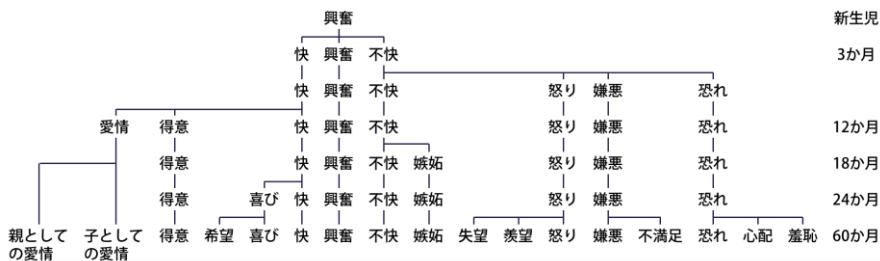 興奮 新生児
快 興奮 不快 3か月
快 興奮 不快 怒り 嫌悪 恐れ
愛情 得意 快 興奮 不快 怒り 嫌悪 恐れ 12か月
得意 快 興奮 不快 嫉妬 怒り 嫌悪 恐れ 18か月
得意 喜び 快 興奮 不快 嫉妬 怒り 嫌悪 恐れ 24か月
親として 子として 得意 希望 喜び 快 興奮 不快 嫉妬 失望 羨望 怒り 嫌悪 不満足 恐れ 心配 羞恥 60か月
の愛情 の愛情